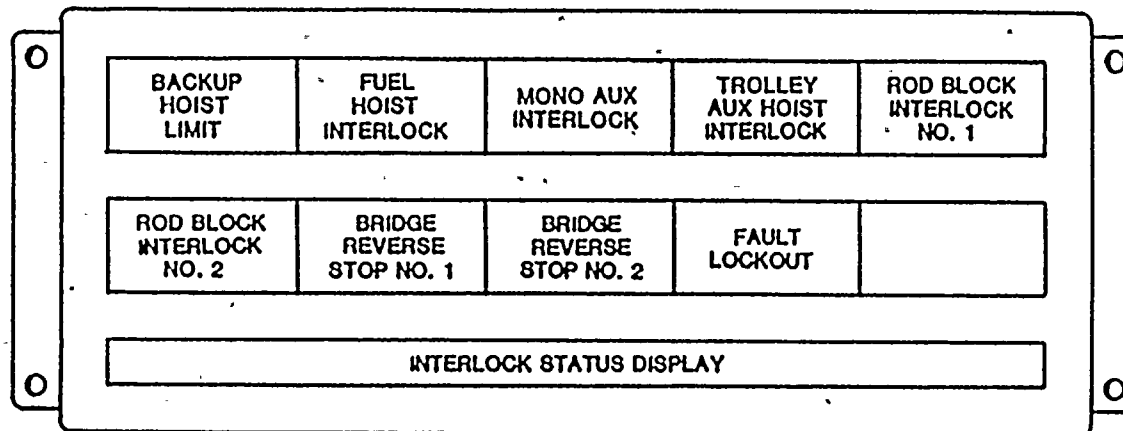 BACKUP
HOIST
LIMIT
FUEL
HOIST
INTERLOCK
MONO AUX
INTERLOCK
TROLLEY
AUX HOIST
INTERLOCK
ROD BLOCK
INTERLOCK
NO. 1
ROD BLOCK
INTERLOCK
NO. 2
BRIDGE
REVERSE
STOP NO. 1
BRIDGE
REVERSE
STOP NO. 2
FAULT
LOCKOUT
INTERLOCK STATUS DISPLAY